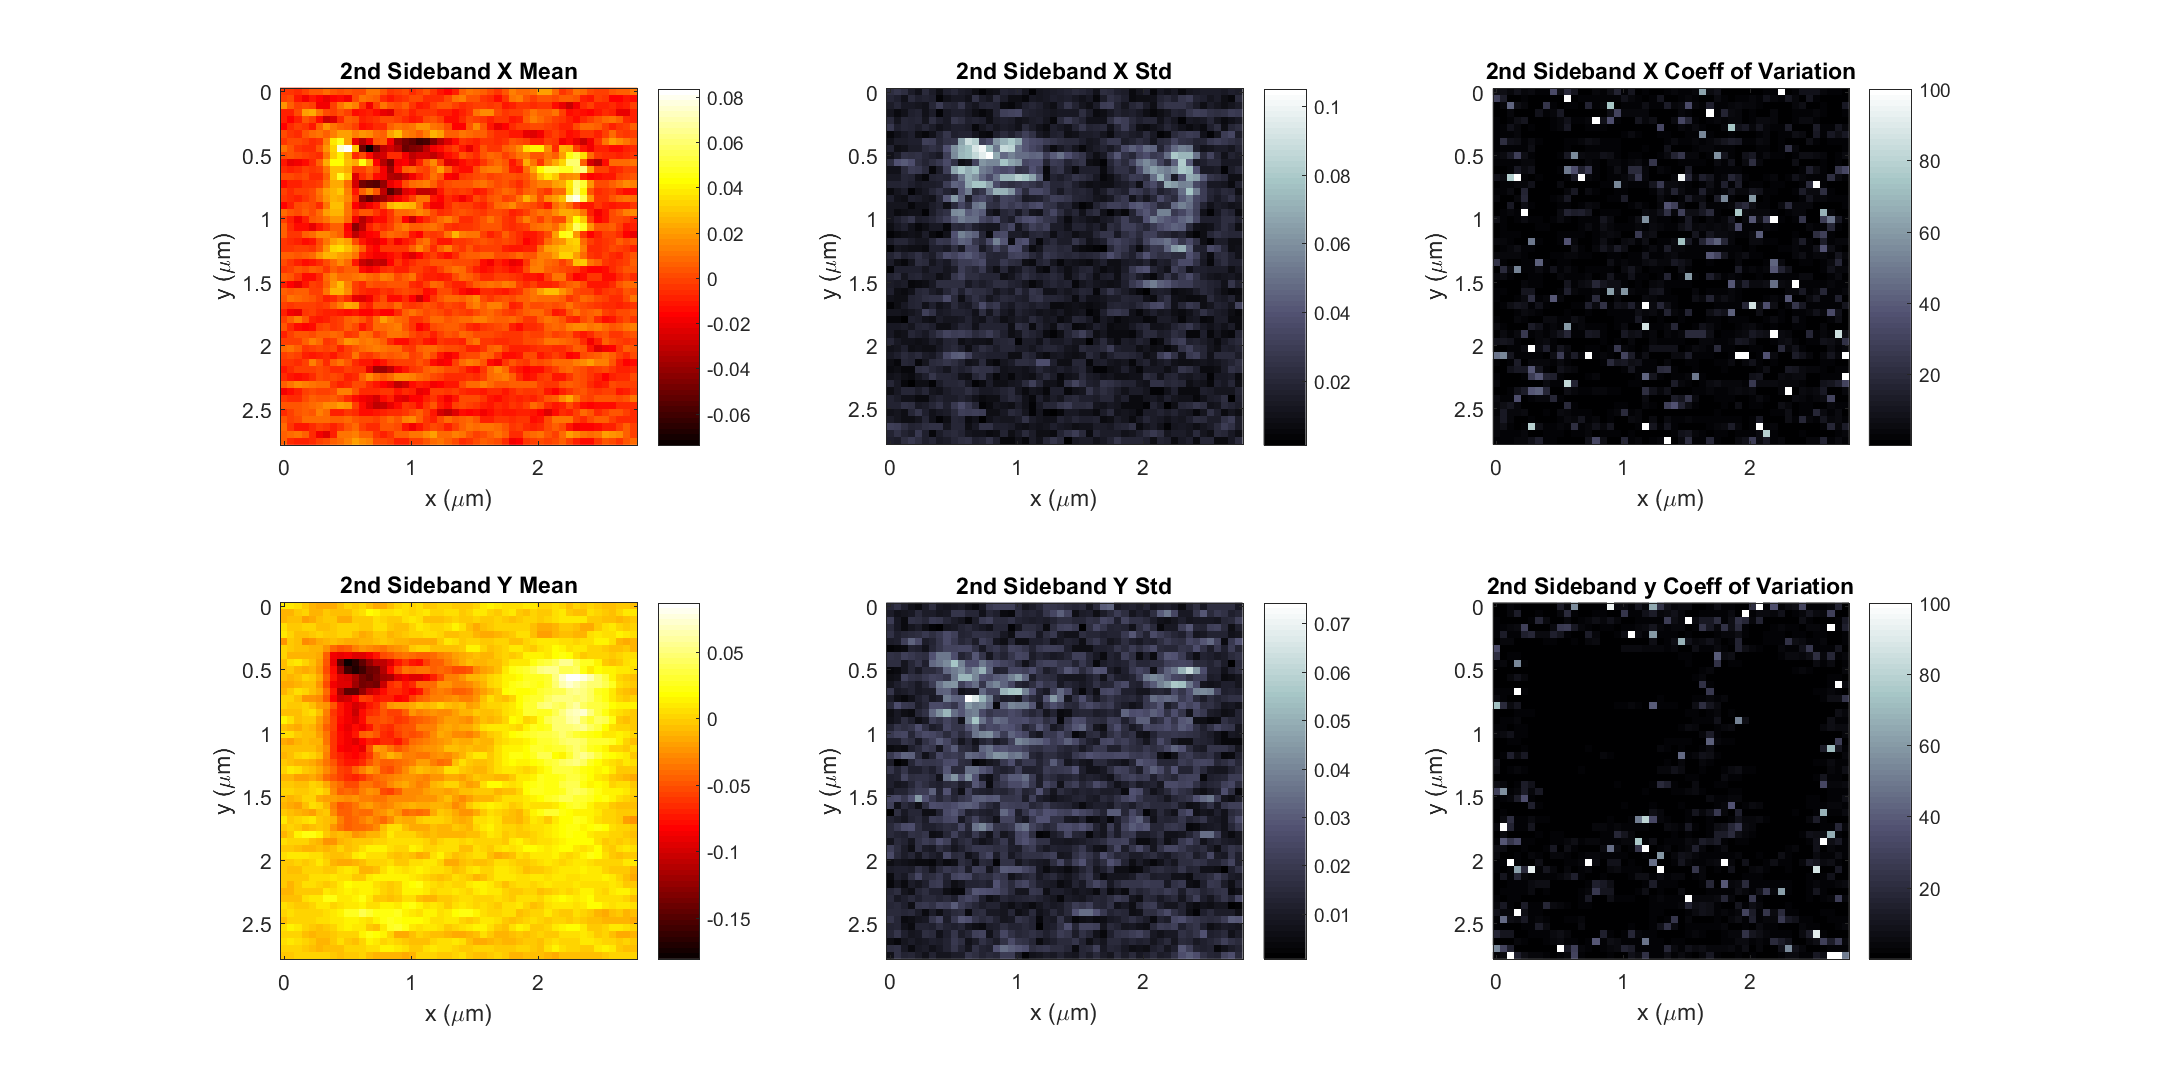 2nd Sideband X Mean
0
0.5
1
1.5
2
2.5
y (μm)
0 1 2
x (μm)
0.08
0.06
0.04
0.02
0
-0.02
-0.04
-0.06
2nd Sideband X Std
0
0.5
1
1.5
2
2.5
y (μm)
0 1 2
x (μm)
0.1
0.08
0.06
0.04
0.02
2nd Sideband X Coeff of Variation
0
0.5
1
1.5
2
2.5
y (μm)
0 1 2
x (μm)
100
80
60
40
20
2nd Sideband Y Mean
0
0.5
1
1.5
2
2.5
y (μm)
0 1 2
x (μm)
0.05
0
-0.05
-0.1
-0.15
2nd Sideband Y Std
0
0.5
1
1.5
2
2.5
y (μm)
0 1 2
x (μm)
0.07
0.06
0.05
0.04
0.03
0.02
0.01
2nd Sideband y Coeff of Variation
0
0.5
1
1.5
2
2.5
y (μm)
0 1 2
x (μm)
100
80
60
40
20